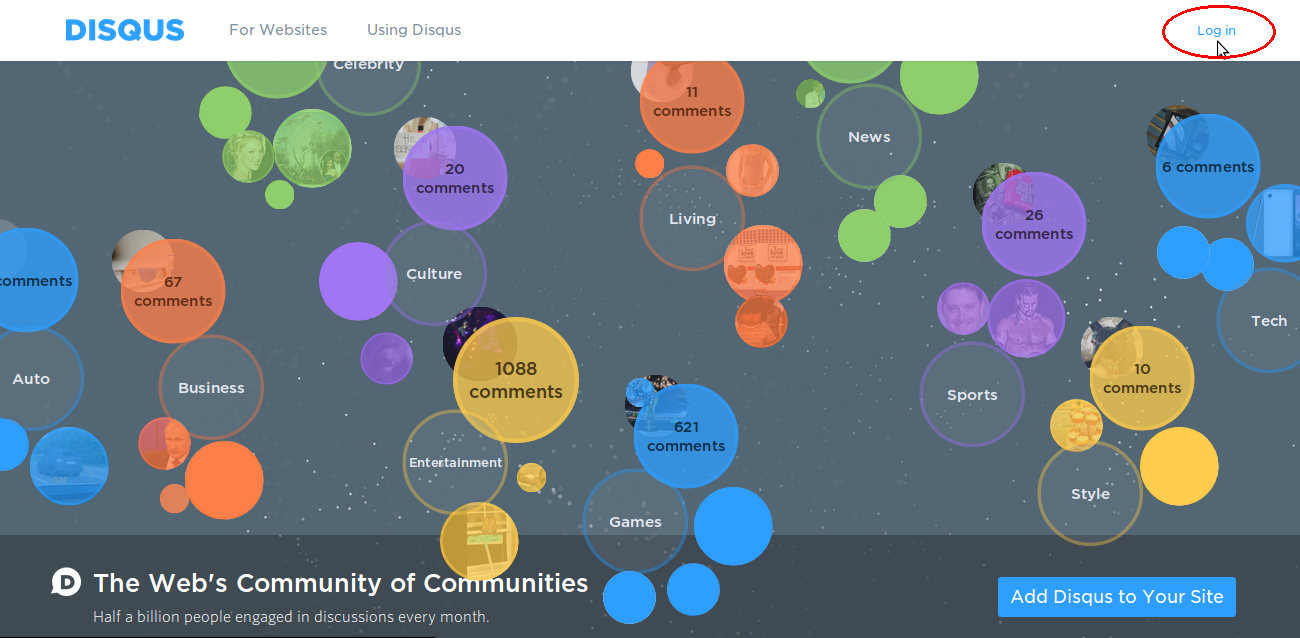 DISQUS
For Websites
Using Disqus
Log in
Celebrity
11
comments
News
20
comments
6 comments
Living
26
comments
Culture
comments
67
comments
Tech
Auto
Business
1088
comments
10
comments
Sports
621
comments
Entertainment
Style
Games
The Web's Community of Communities
Half a billion people engaged in discussions every month.
Add Disqus to Your Site